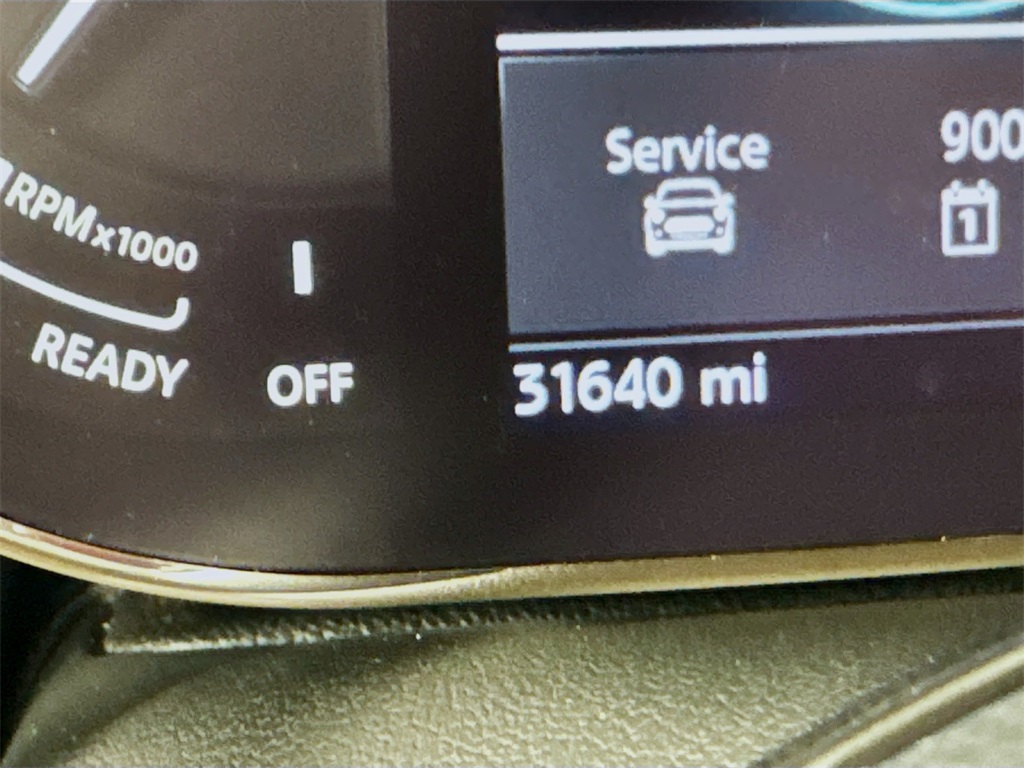 Service
900
1
RPMx1000
READY
OFF
31640 mi